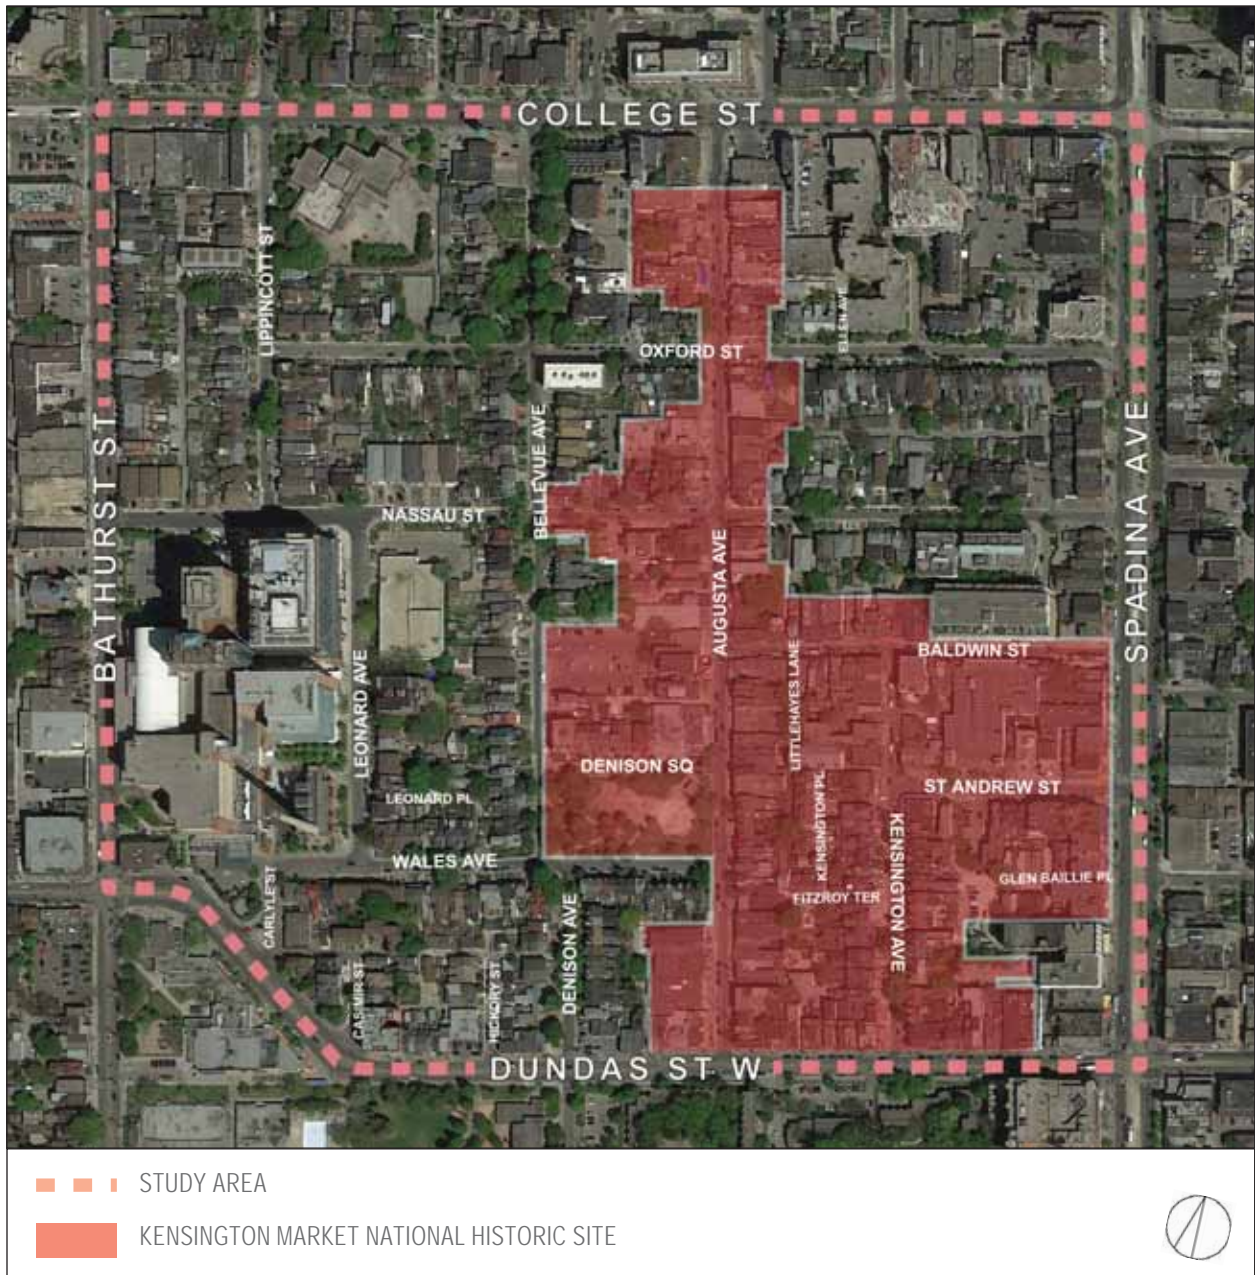 COLLEGE ST
LIPPINCOTT ST
ELLEN AVE
OXFORD ST
BATHURST ST
BELLEVUE AVE
SPADINA AVE
NASSAU ST
AUGUSTA AVE
LITTLEHAYES LANE
BALDWIN ST
LEONARD AVE
DENISON SQ
ST ANDREW ST
LEONARD PL
KENSINGTON PL
KENSINGTON AVE
WALES AVE
GLEN BAILLIE PL
FITZROY TER
CARLYLE ST
DENISON AVE
CASIMIR ST
HICKORY ST
DUNDAS ST W
STUDY AREA
KENSINGTON MARKET NATIONAL HISTORIC SITE